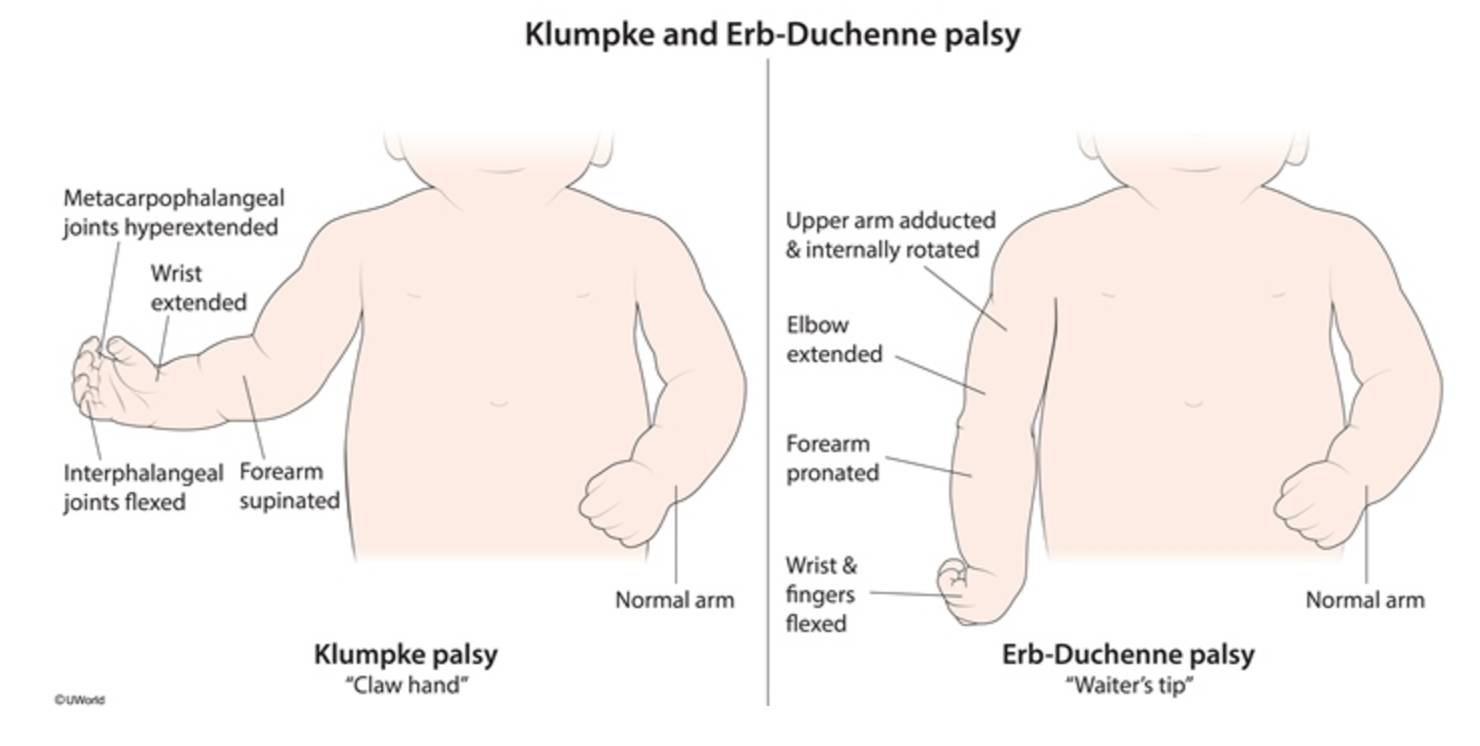 Klumpke and Erb-Duchenne palsy
Metacarpophalangeal
joints hyperextended
Wrist
extended
Interphalangeal
joints flexed
Forearm
supinated
Normal arm
Klumpke palsy
“Claw hand”
©UWorld
Upper arm adducted
& internally rotated
Elbow
extended
Forearm
pronated
Wrist &
fingers
flexed
Normal arm
Erb-Duchenne palsy
“Waiter’s tip”